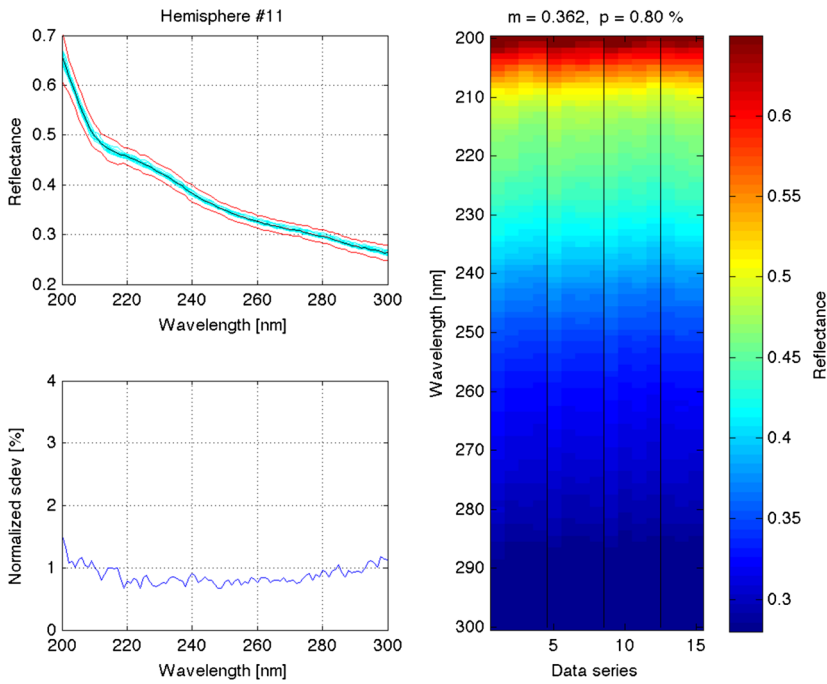 Hemisphere #11
0.7
0.6
0.5
0.4
0.3
0.2
Reflectance
200 220 240 260 280 300
Wavelength [nm]
4
3
2
1
0
Normalized sdev [%]
200 220 240 260 280 300
Wavelength [nm]
m = 0.362, p = 0.80 %
200
210
220
230
240
250
260
270
280
290
300
Wavelength [nm]
5 10 15
Data series
0.6
0.55
0.5
0.45
0.4
0.35
0.3
Reflectance